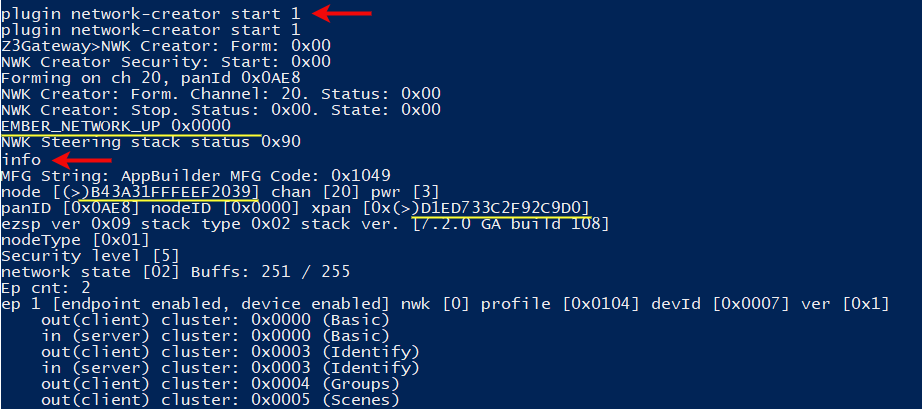 plugin network-creator start 1
plugin network-creator start 1
Z3Gateway>NWK Creator: Form: 0x00
NWK Creator Security: Start: 0x00
Forming on ch 20, panId 0x0AE8
NWK Creator: Form. Channel: 20. Status: 0x00
NWK Creator: Stop. Status: 0x00. State: 0x00
EMBER_NETWORK_UP 0x0000
NWK Steering stack status 0x90
info
MFG String: AppBuilder MFG Code: 0x1049
node [(>)B43A31FFFEEF2039] chan [20] pwr [3]
panID [0x0AE8] nodeID [0x0000] xpan [0x(>)D1ED733C2F92C9D0]
ezsp ver 0x09 stack type 0x02 stack ver. [7.2.0 GA build 108]
nodeType [0x01]
Security level [5]
network state [02] Buffs: 251 / 255
Ep cnt: 2
ep 1 [endpoint enabled, device enabled] nwk [0] profile [0x0104] devId [0x0007] ver [0x1]
out(client) cluster: 0x0000 (Basic)
in (server) cluster: 0x0000 (Basic)
out(client) cluster: 0x0003 (Identify)
in (server) cluster: 0x0003 (Identify)
out(client) cluster: 0x0004 (Groups)
out(client) cluster: 0x0005 (Scenes)